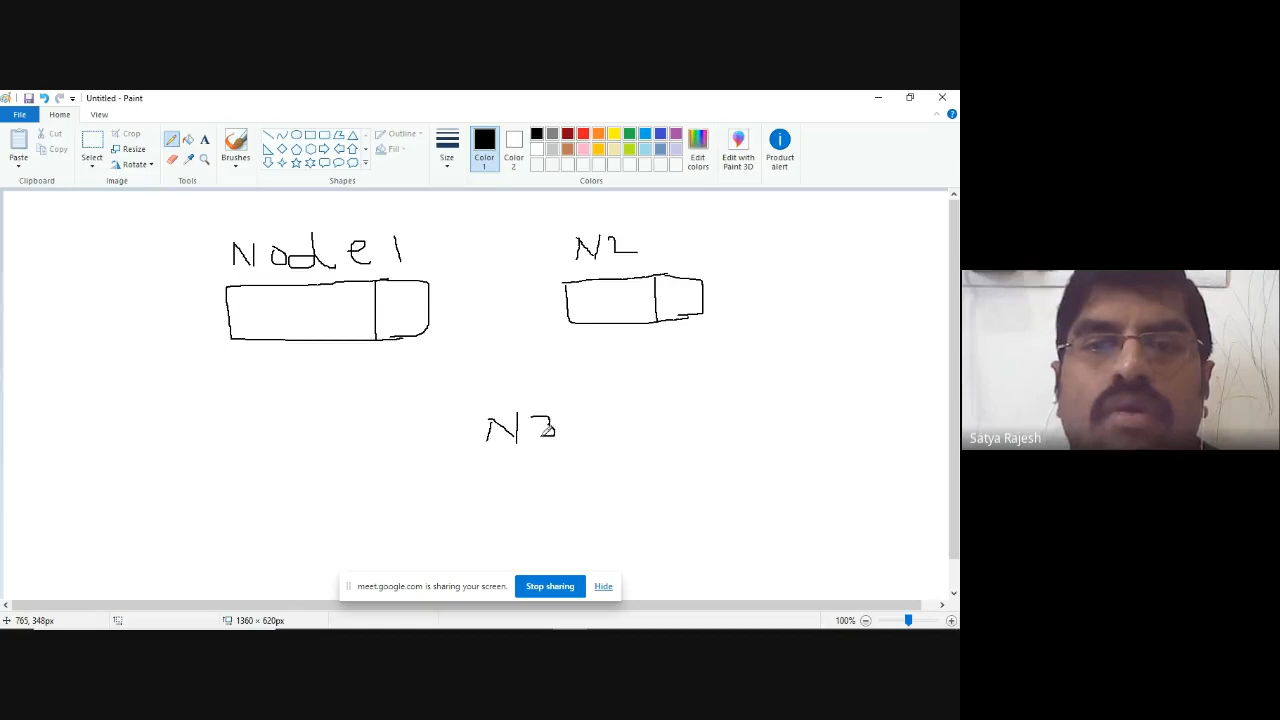 Untitled - Paint
File Home View
Paste
Cut
Copy
Clipboard
Select
Crop
Resize
Rotate
Image
Tools
Brushes
Shapes
Outline
Fill
Size
Color 1
Color 2
Edit colors
Colors
Edit with Paint 3D
Product alert
Node 1
N2
N3
meet.google.com is sharing your screen. Stop sharing Hide
765, 348px
1360 × 620px
100%
Satya Rajesh